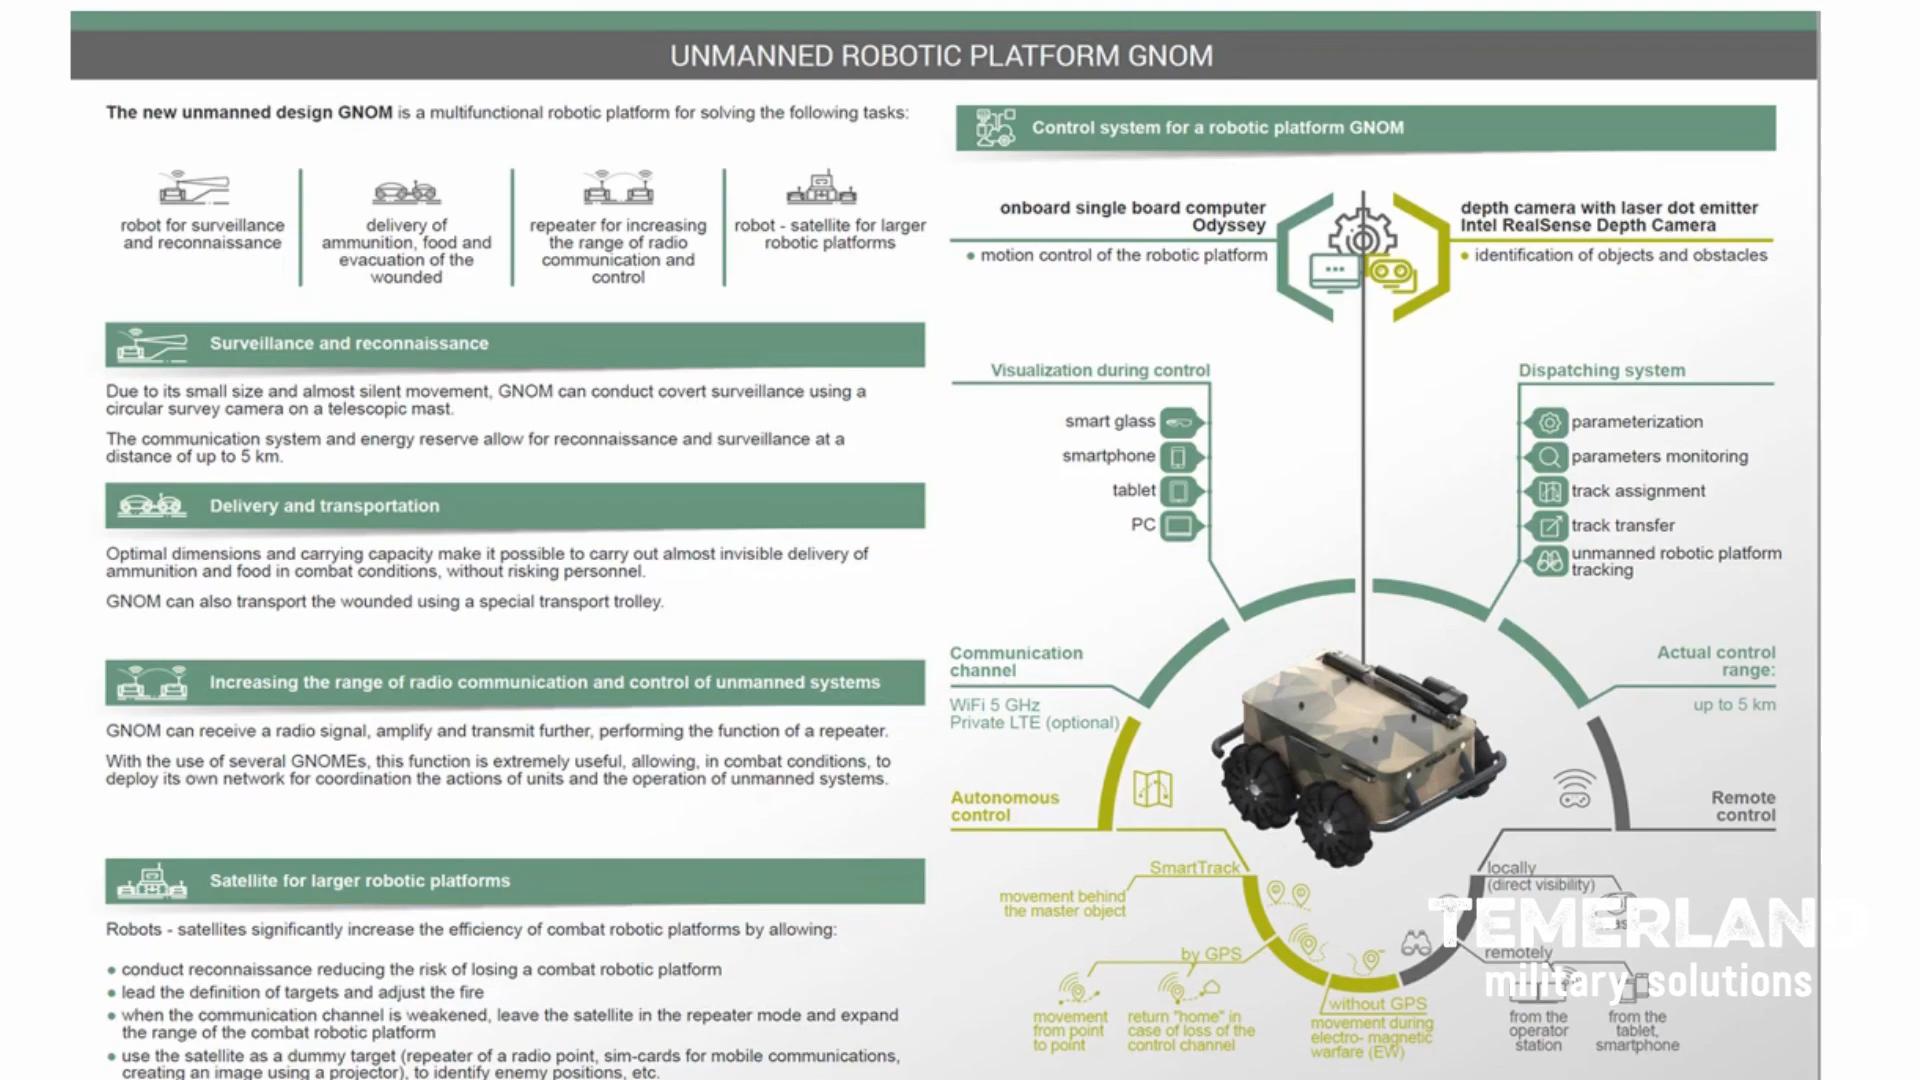 UNMANNED ROBOTIC PLATFORM GNOM
The new unmanned design GNOM is a multifunctional robotic platform for solving the following tasks:
robot for surveillance
and reconnaissance
delivery of
ammunition, food and
evacuation of the
wounded
repeater for increasing
the range of radio
communication and
control
robot - satellite for larger
robotic platforms
Surveillance and reconnaissance
Due to its small size and almost silent movement, GNOM can conduct covert surveillance using a
circular survey camera on a telescopic mast.
The communication system and energy reserve allow for reconnaissance and surveillance at a
distance of up to 5 km.
Delivery and transportation
Optimal dimensions and carrying capacity make it possible to carry out almost invisible delivery of
ammunition and food in combat conditions, without risking personnel.
GNOM can also transport the wounded using a special transport trolley.
Increasing the range of radio communication and control of unmanned systems
GNOM can receive a radio signal, amplify and transmit further, performing the function of a repeater.
With the use of several GNOMEs, this function is extremely useful, allowing, in combat conditions, to
deploy its own network for coordination the actions of units and the operation of unmanned systems.
Satellite for larger robotic platforms
Robots - satellites significantly increase the efficiency of combat robotic platforms by allowing:
• conduct reconnaissance reducing the risk of losing a combat robotic platform
• lead the definition of targets and adjust the fire
• when the communication channel is weakened, leave the satellite in the repeater mode and expand
the range of the combat robotic platform
• use the satellite as a dummy target (repeater of a radio point, sim-cards for mobile communications,
creating an image using a projector), to identify enemy positions, etc.
Control system for a robotic platform GNOM
onboard single board computer
Odyssey
• motion control of the robotic platform
depth camera with laser dot emitter
Intel RealSense Depth Camera
• identification of objects and obstacles
Visualization during control
smart glass
smartphone
tablet
PC
Dispatching system
parameterization
parameters monitoring
track assignment
track transfer
unmanned robotic platform
tracking
Communication
channel
WiFi 5 GHz
Private LTE (optional)
Actual control
range:
up to 5 km
Autonomous
control
Remote
control
SmartTrack
movement behind
the master object
by GPS
movement
from point
to point
return "home" in
case of loss of the
control channel
without GPS
movement during
electro- magnetic
warfare (EW)
locally
(direct visibility)
remotely
from the
operator
station
from the
tablet,
smartphone
TEMERLAND
military solutions